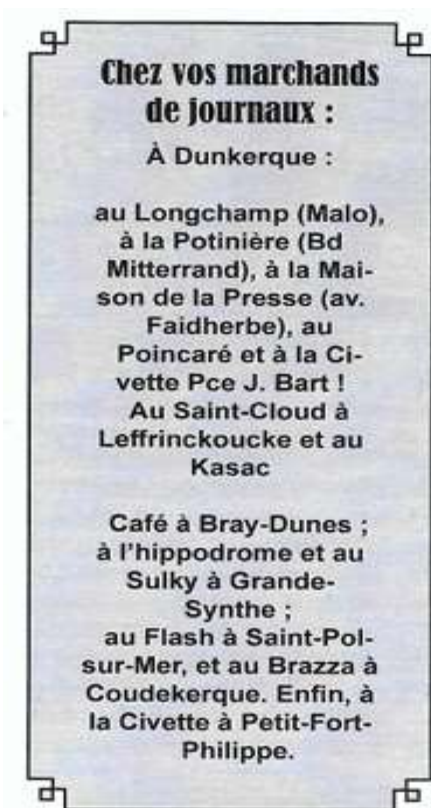 Chez vos marchands
de journaux :
À Dunkerque :
au Longchamp (Malo),
à la Potinière (Bd
Mitterrand), à la Mai-
son de la Presse (av.
Faidherbe), au
Poincaré et à la Ci-
vette Pce J. Bart !
Au Saint-Cloud à
Leffrinckoucke et au
Kasac
Café à Bray-Dunes ;
à l'hippodrome et au
Sulky à Grande-
Synthe ;
au Flash à Saint-Pol-
sur-Mer, et au Brazza à
Coudekerque. Enfin, à
la Civette à Petit-Fort-
Philippe.